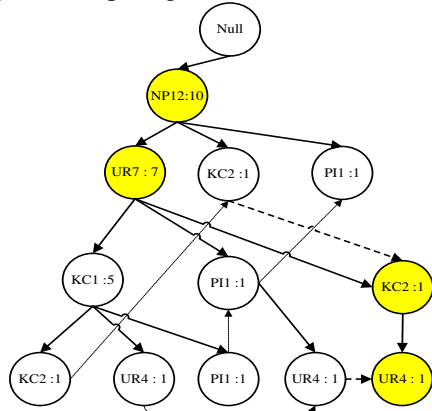 Null
NP12:10
UR7 : 7
KC2 :1
PI1 :1
KC1 :5
PI1 :1
KC2 :1
KC2 :1
UR4 : 1
PI1 :1
UR4 : 1
UR4 : 1